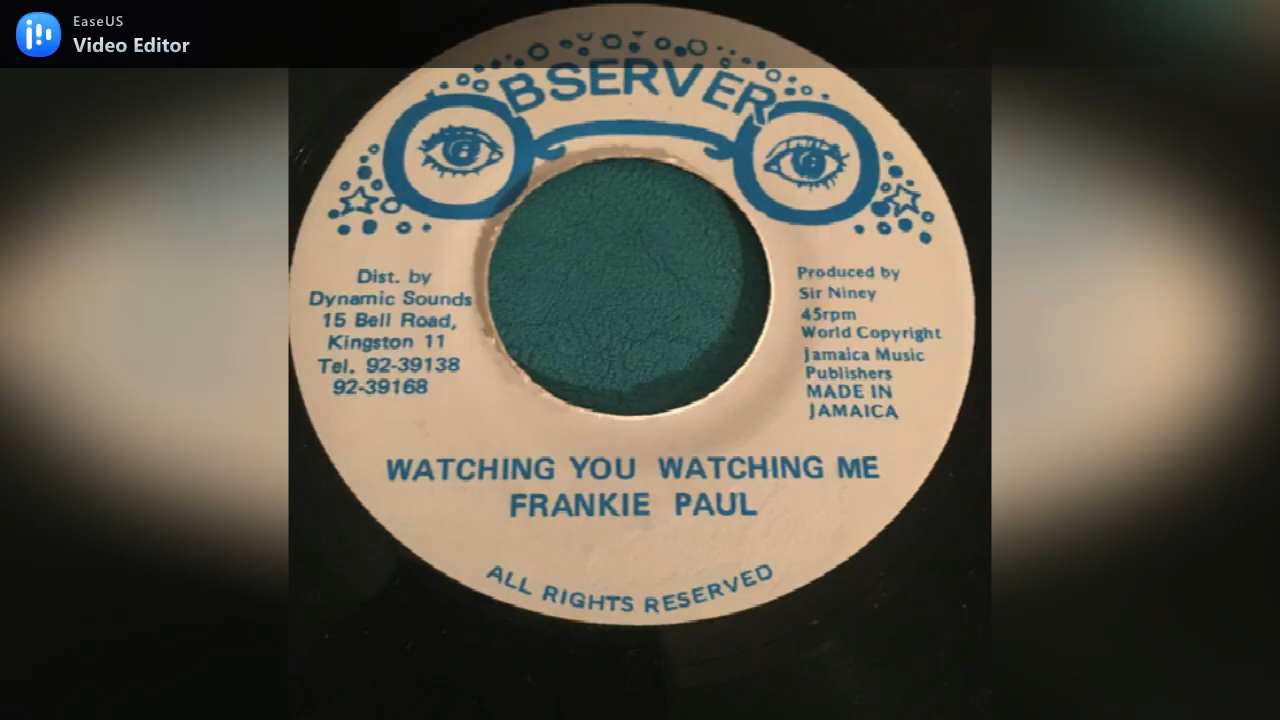 EaseUS
Video Editor
BSERVER
Dist. by
Dynamic Sounds
15 Bell Road,
Kingston 11
Tel. 92-39138
92-39168
Produced by
Sir Niney
45rpm
World Copyright
Jamaica Music
Publishers
MADE IN
JAMAICA
WATCHING YOU WATCHING ME
FRANKIE PAUL
ALL RIGHTS RESERVED